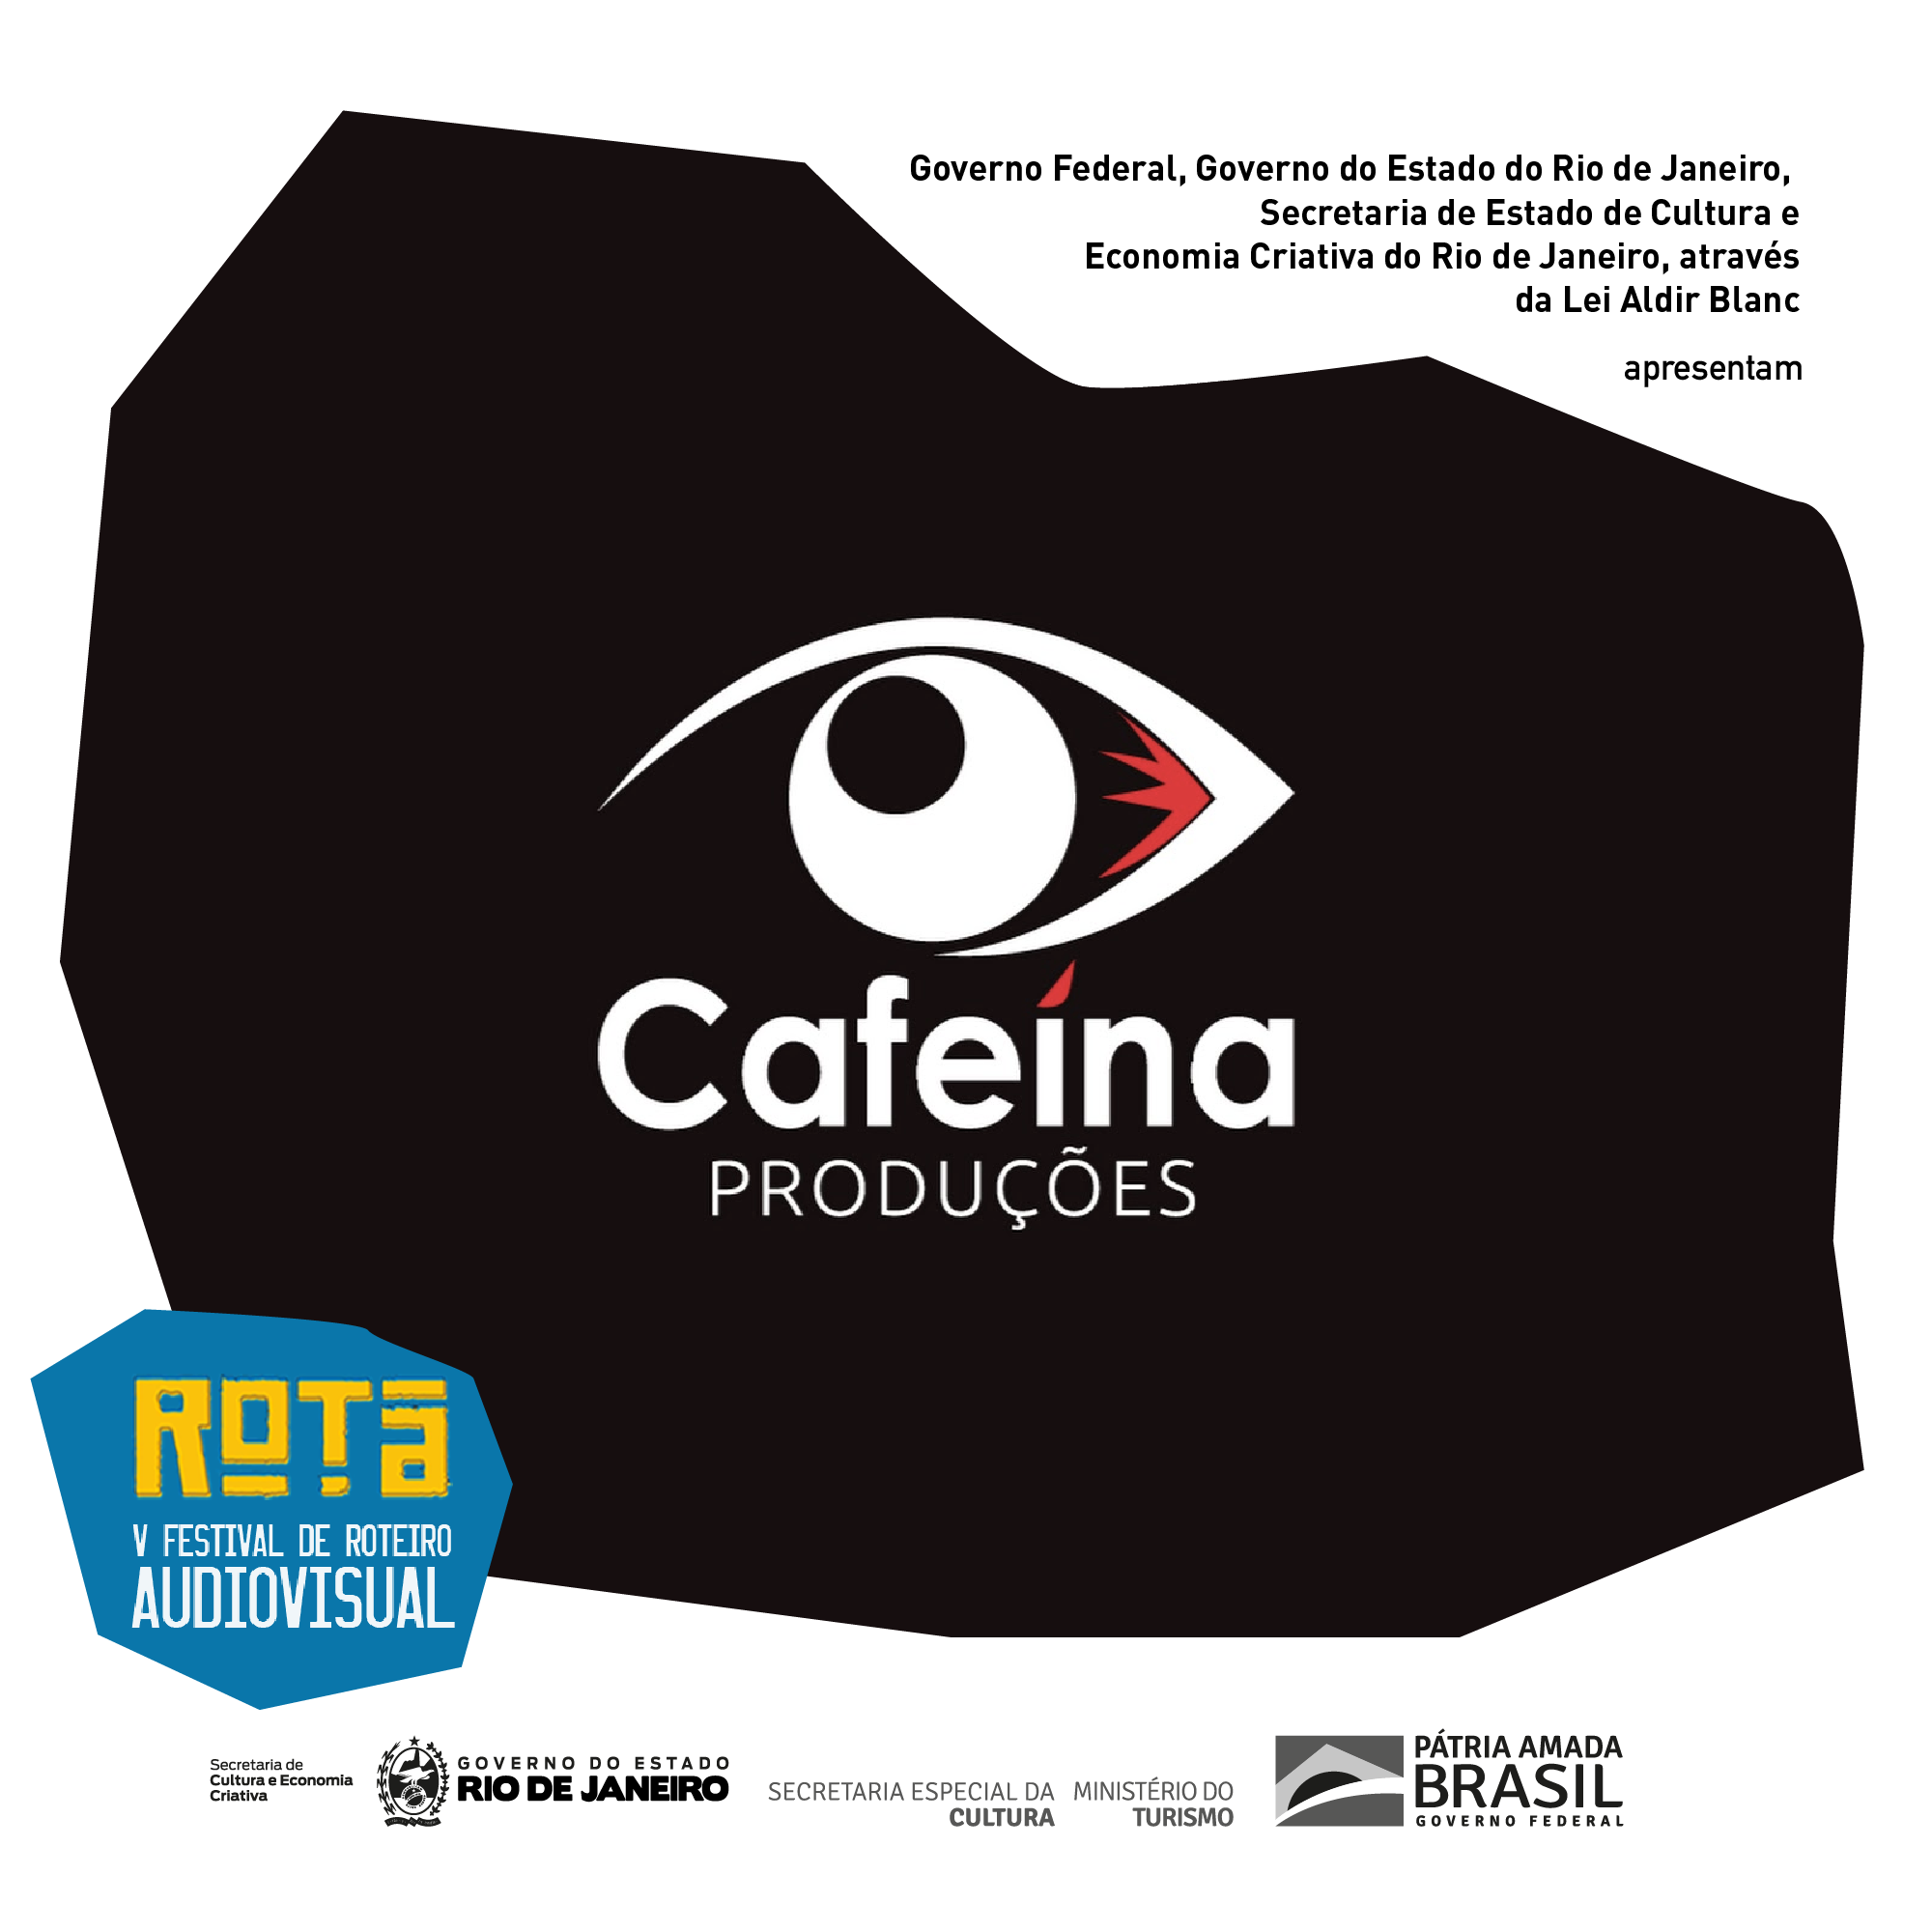 Governo Federal, Governo do Estado do Rio de Janeiro,
Secretaria de Estado de Cultura e
Economia Criativa do Rio de Janeiro, através
da Lei Aldir Blanc
apresentam
Cafeína
PRODUÇÕES
ROTA
V FESTIVAL DE ROTEIRO
AUDIOVISUAL
Secretaria de
Cultura e Economia
Criativa
GOVERNO DO ESTADO
RIO DE JANEIRO
SECRETARIA ESPECIAL DA
CULTURA
MINISTÉRIO DO
TURISMO
PÁTRIA AMADA
BRASIL
GOVERNO FEDERAL